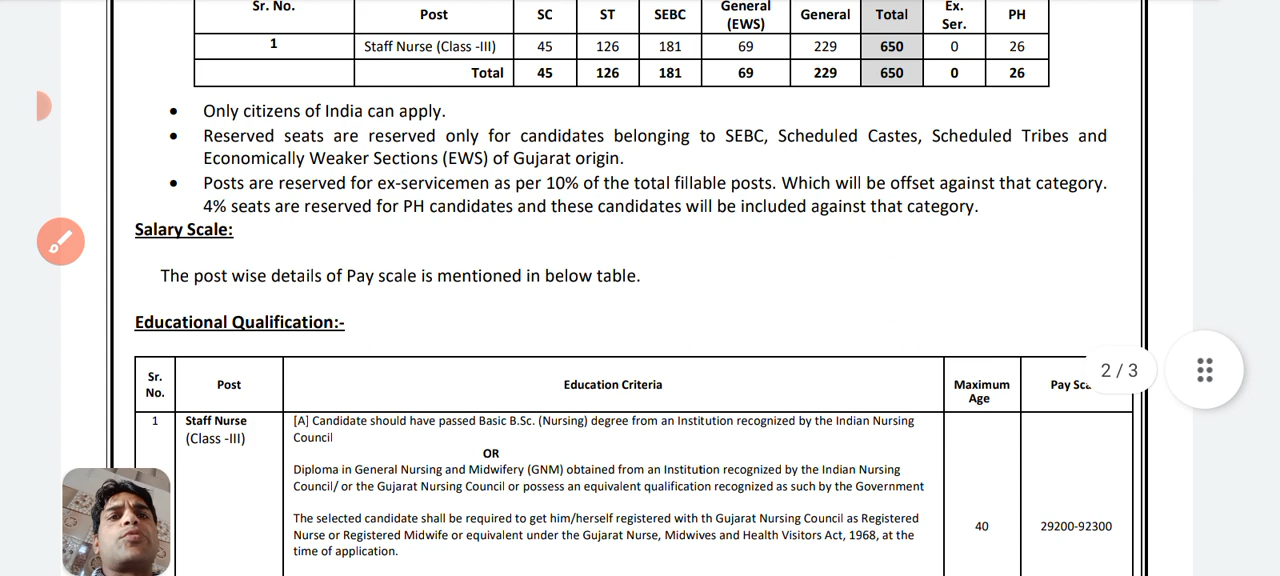 Sr. No. Post SC ST SEBC General (EWS) General Total Ex. Ser. PH
1 Staff Nurse (Class -III) 45 126 181 69 229 650 0 26
Total 45 126 181 69 229 650 0 26
• Only citizens of India can apply.
• Reserved seats are reserved only for candidates belonging to SEBC, Scheduled Castes, Scheduled Tribes and
Economically Weaker Sections (EWS) of Gujarat origin.
• Posts are reserved for ex-servicemen as per 10% of the total fillable posts. Which will be offset against that category.
4% seats are reserved for PH candidates and these candidates will be included against that category.
Salary Scale:
The post wise details of Pay scale is mentioned in below table.
Educational Qualification:-
Sr. No. Post Education Criteria Maximum Age Pay
2 / 3
1 Staff Nurse (Class -III)
[A] Candidate should have passed Basic B.Sc. (Nursing) degree from an Institution recognized by the Indian Nursing
Council
OR
Diploma in General Nursing and Midwifery (GNM) obtained from an Institution recognized by the Indian Nursing
Council/ or the Gujarat Nursing Council or possess an equivalent qualification recognized as such by the Government
The selected candidate shall be required to get him/herself registered with th Gujarat Nursing Council as Registered
Nurse or Registered Midwife or equivalent under the Gujarat Nurse, Midwives and Health Visitors Act, 1968, at the
time of application.
40 29200-92300